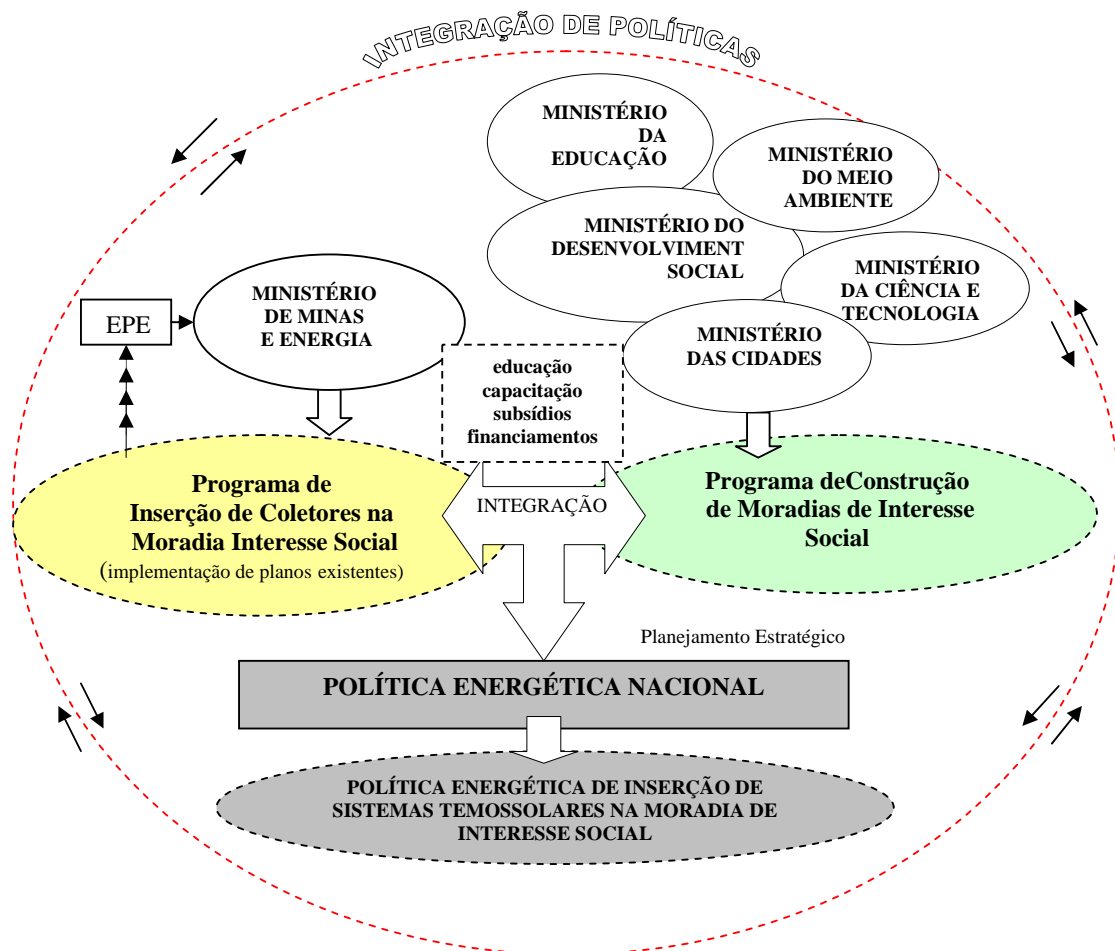 INTEGRAÇÃO DE POLÍTICAS
MINISTÉRIO
DA
EDUCAÇÃO
MINISTÉRIO
DO MEIO
AMBIENTE
MINISTÉRIO DO
DESENVOLVIMENT
SOCIAL
MINISTÉRIO
DA CIÊNCIA E
TECNOLOGIA
MINISTÉRIO
DE MINAS
E ENERGIA
EPE
MINISTÉRIO
DAS CIDADES
educação
capacitação
subsídios
financiamentos
Programa de
Inserção de Coletores na
Moradia Interesse Social
(implementação de planos existentes)
INTEGRAÇÃO
Programa deConstrução
de Moradias de Interesse
Social
Planejamento Estratégico
POLÍTICA ENERGÉTICA NACIONAL
POLÍTICA ENERGÉTICA DE INSERÇÃO DE
SISTEMAS TEMOSSOLARES NA MORADIA DE
INTERESSE SOCIAL